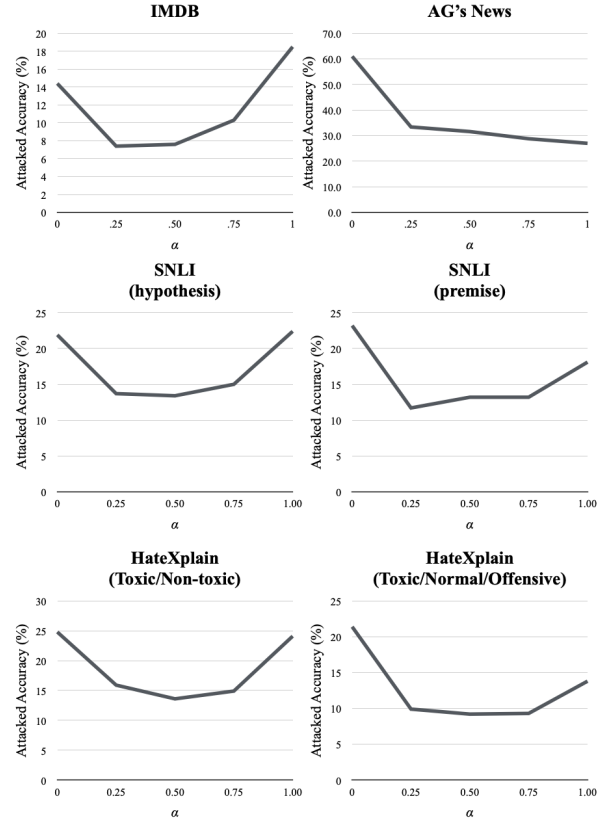 IMDB
Attacked Accuracy (%)
20
18
16
14
12
10
8
6
4
2
0
0 .25 .50 .75 1
α
AG's News
Attacked Accuracy (%)
70.0
60.0
50.0
40.0
30.0
20.0
10.0
0.0
0 .25 .50 .75 1
α
SNLI
(hypothesis)
Attacked Accuracy (%)
25
20
15
10
5
0
0 0.25 0.50 0.75 1.00
α
SNLI
(premise)
Attacked Accuracy (%)
25
20
15
10
5
0
0 0.25 0.50 0.75 1.00
α
HateXplain
(Toxic/Non-toxic)
Attacked Accuracy (%)
30
25
20
15
10
5
0
0 0.25 0.50 0.75 1.00
α
HateXplain
(Toxic/Normal/Offensive)
Attacked Accuracy (%)
25
20
15
10
5
0
0 0.25 0.50 0.75 1.00
α